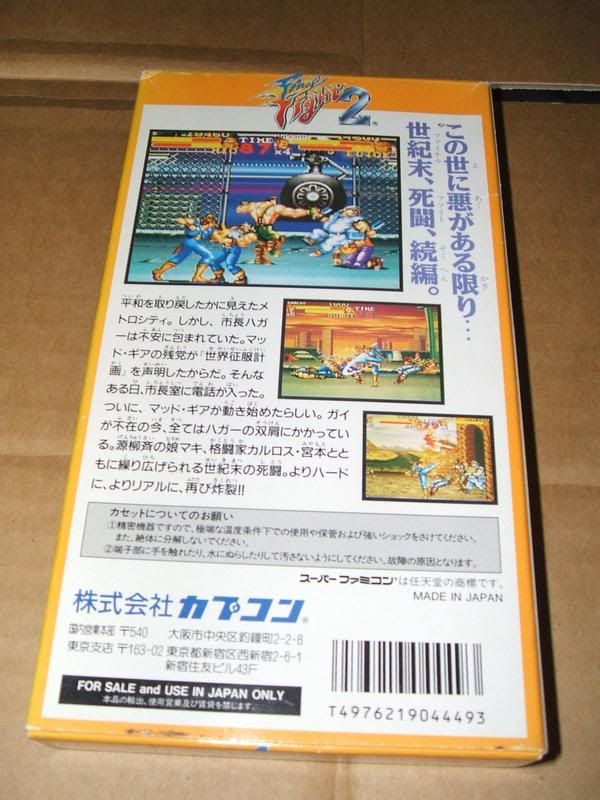 Final Fight 2
この世に悪がある限り…
世紀末、死闘、続編。
TIME
87
CARLOS
1000
TIME
平和を取り戻したかに見えたメ
トロシティ。しかし、市長ハガ
ーは不安に包まれていた。マッ
ド・ギアの残党が『世界征服計
画』を声明したからだ。そんな
ある日、市長室に電話が入った。
ついに、マッド・ギアが動き始めたらしい。ガイ
が不在の今、全てはハガーの双肩にかかってい
る。源柳斉の娘マキ、格闘家カルロス・宮本とと
もに繰り広げられる世紀末の死闘。よりハード
に、よりリアルに、再び炸裂!!
カセットについてのお願い
①精密機器ですので、極端な温度条件下での使用や保管および強いショックをさけてください。
また、絶対に分解しないでください。
②端子部に手を触れたり、水にぬらしたりして汚さないようにしてください。故障の原因となります。
スーパーファミコン®は任天堂の商標です。
MADE IN JAPAN
株式会社カプコン®
国内営業本部 〒540 大阪市中央区釣鐘町2-2-8
東京支店 〒163-02 東京都新宿区西新宿2-6-1
新宿住友ビル43F
FOR SALE and USE IN JAPAN ONLY
本品の輸出、使用営業及び賃貸を禁じます。
T4976219044493